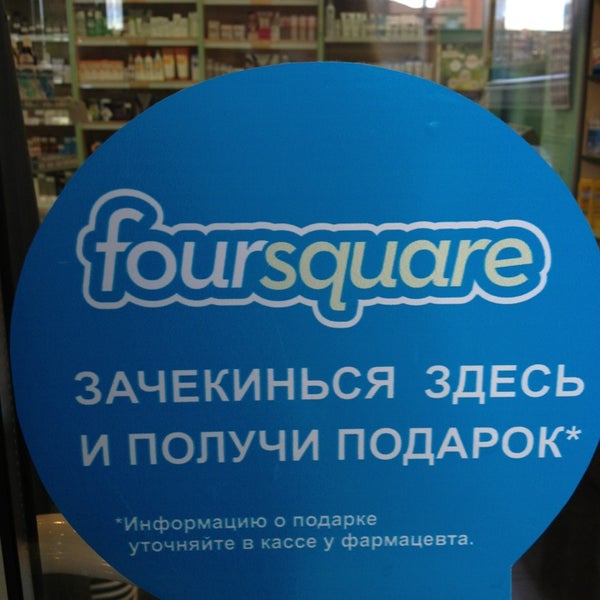 foursquare
ЗАЧЕКИНЬСЯ ЗДЕСЬ
И ПОЛУЧИ ПОДАРОК*
*Информацию о подарке
уточняйте в кассе у фармацевта.